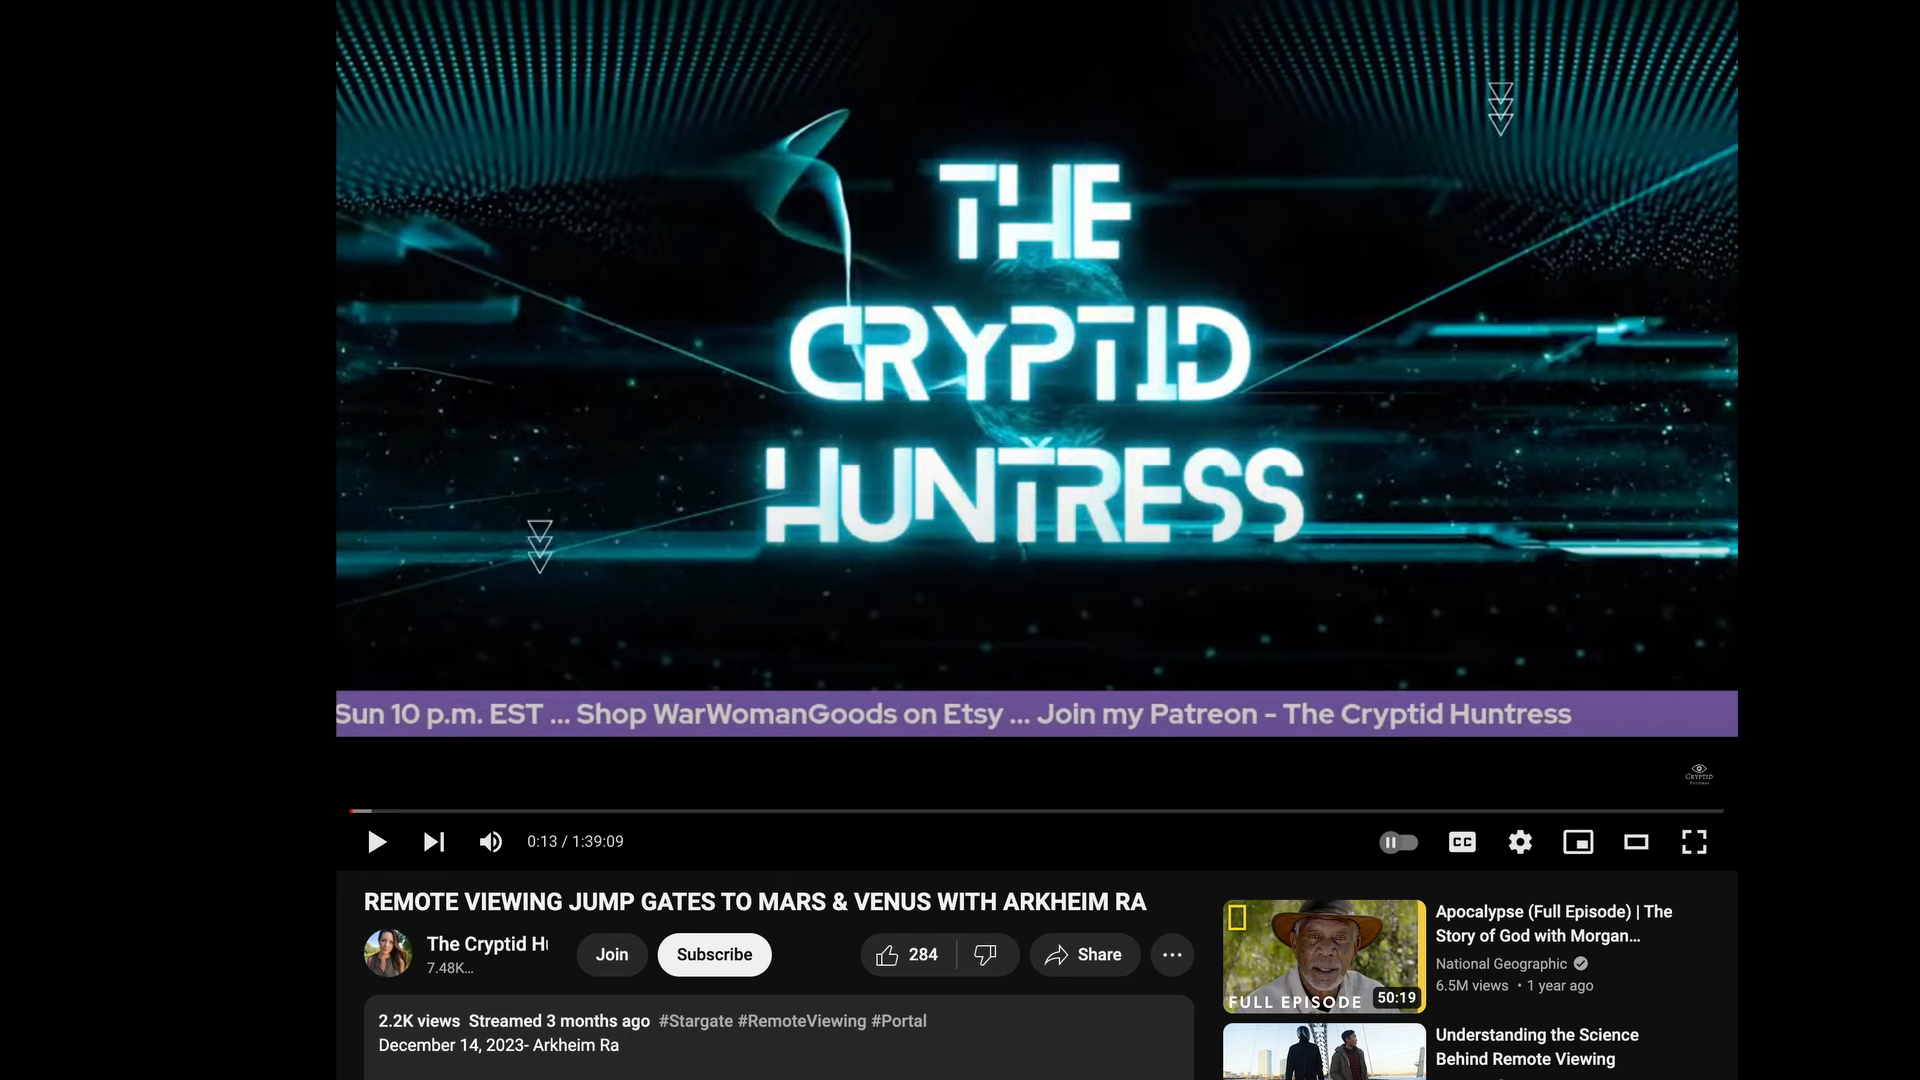 THE
CRYPTID
HUNTRESS
Sun 10 p.m. EST ... Shop WarWomanGoods on Etsy ... Join my Patreon - The Cryptid Huntress
CRYPTID
0:13 / 1:39:09
CC
REMOTE VIEWING JUMP GATES TO MARS & VENUS WITH ARKHEIM RA
The Cryptid Hu
7.48K...
Join
Subscribe
284
Share
2.2K views Streamed 3 months ago #Stargate #RemoteViewing #Portal
December 14, 2023- Arkheim Ra
FULL EPISODE
50:19
Apocalypse (Full Episode) | The
Story of God with Morgan...
National Geographic
6.5M views • 1 year ago
Understanding the Science
Behind Remote Viewing